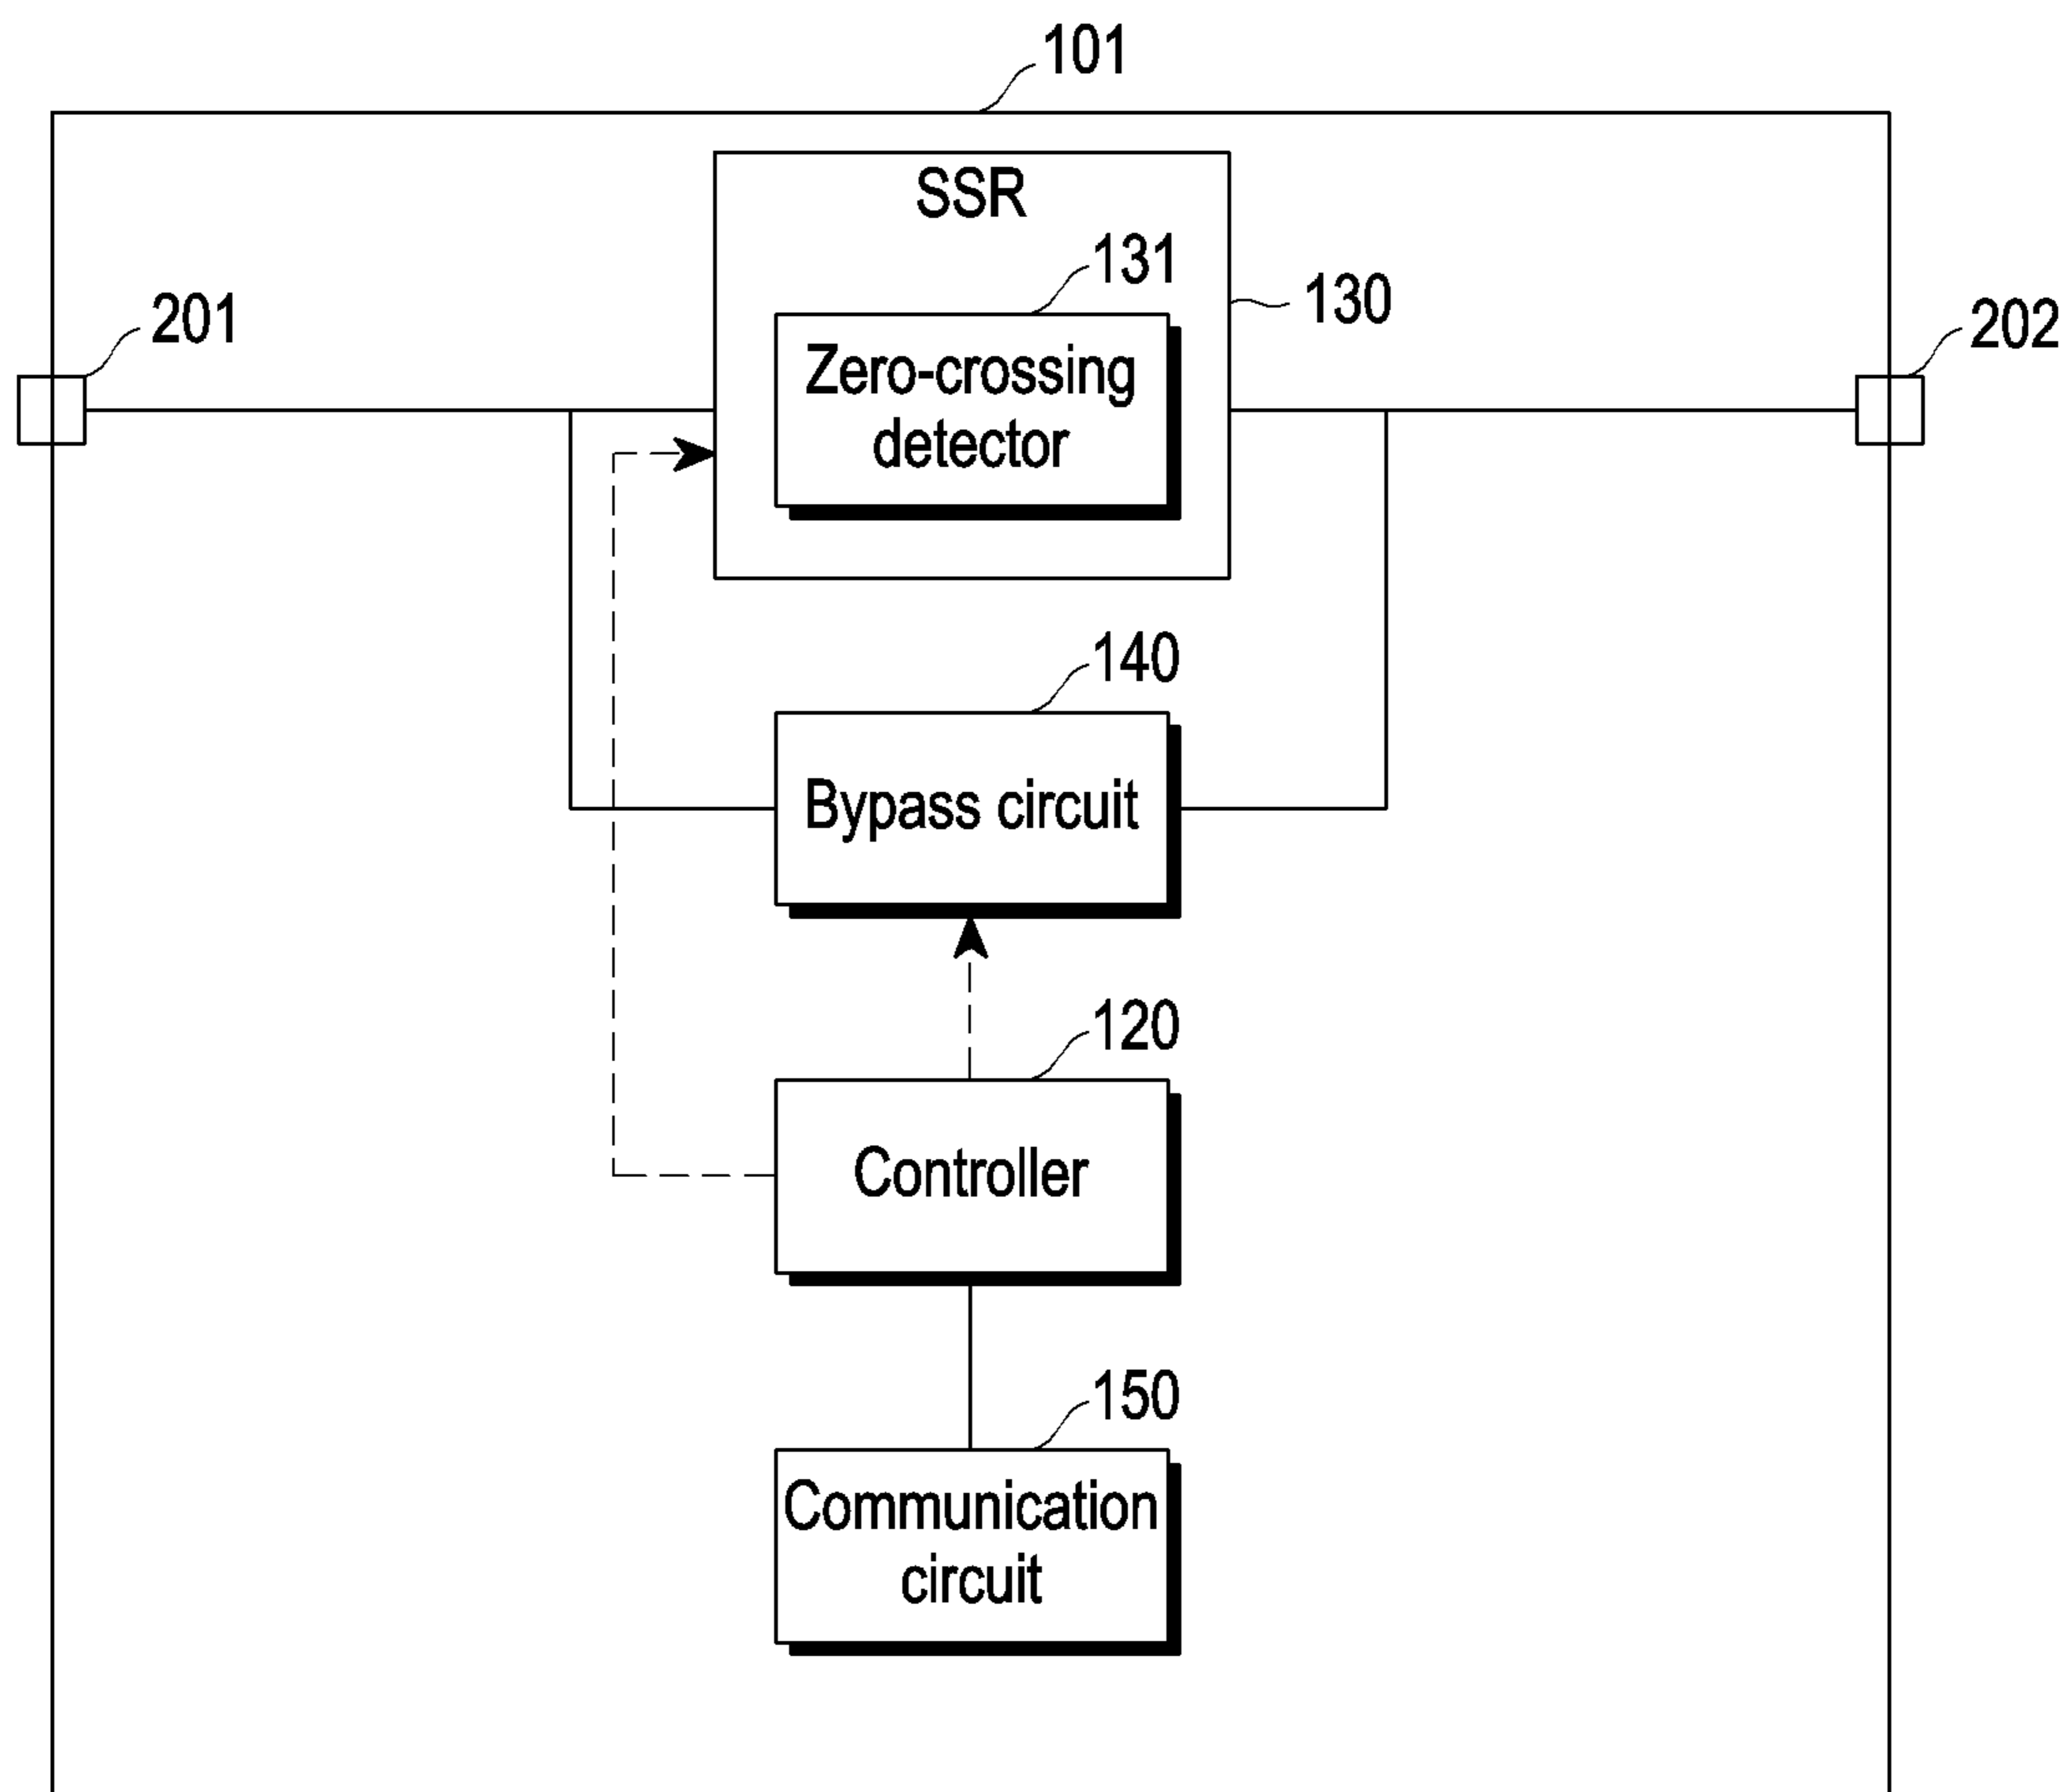 101
SSR
131
130
201
202
Zero-crossing
detector
140
Bypass circuit
120
Controller
150
Communication
circuit